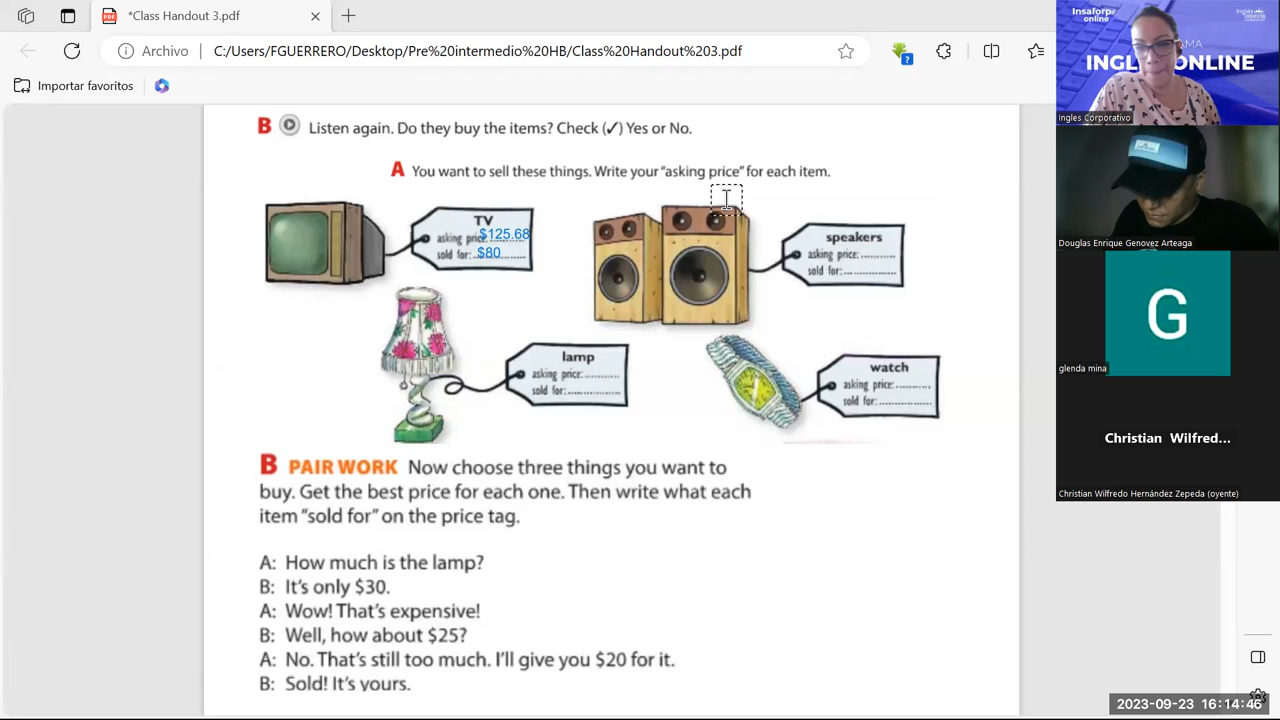 *Class Handout 3.pdf
Archivo
C:/Users/FGUERRERO/Desktop/Pre%20intermedio%20HB/Class%20Handout%203.pdf
Importar favoritos
B Listen again. Do they buy the items? Check (✓) Yes or No.
A You want to sell these things. Write your "asking price" for each item.
TV
asking price: $125.68
sold for: $80
speakers
asking price:
sold for:
lamp
asking price:
sold for:
watch
asking price:
sold for:
B PAIR WORK Now choose three things you want to
buy. Get the best price for each one. Then write what each
item "sold for" on the price tag.
A: How much is the lamp?
B: It's only $30.
A: Wow! That's expensive!
B: Well, how about $25?
A: No. That's still too much. I'll give you $20 for it.
B: Sold! It's yours.
Insaforp
online
INGL ONLINE
Ingles Corporativo
Douglas Enrique Genovez Arteaga
G
glenda mina
Christian Wilfred...
Christian Wilfredo Hernández Zepeda (oyente)
2023-09-23 16:14:46